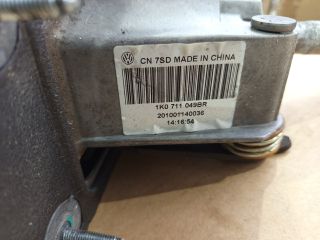 CN 7SD MADE IN CHINA
1K0 711 049BR
201001140036
14:16:54